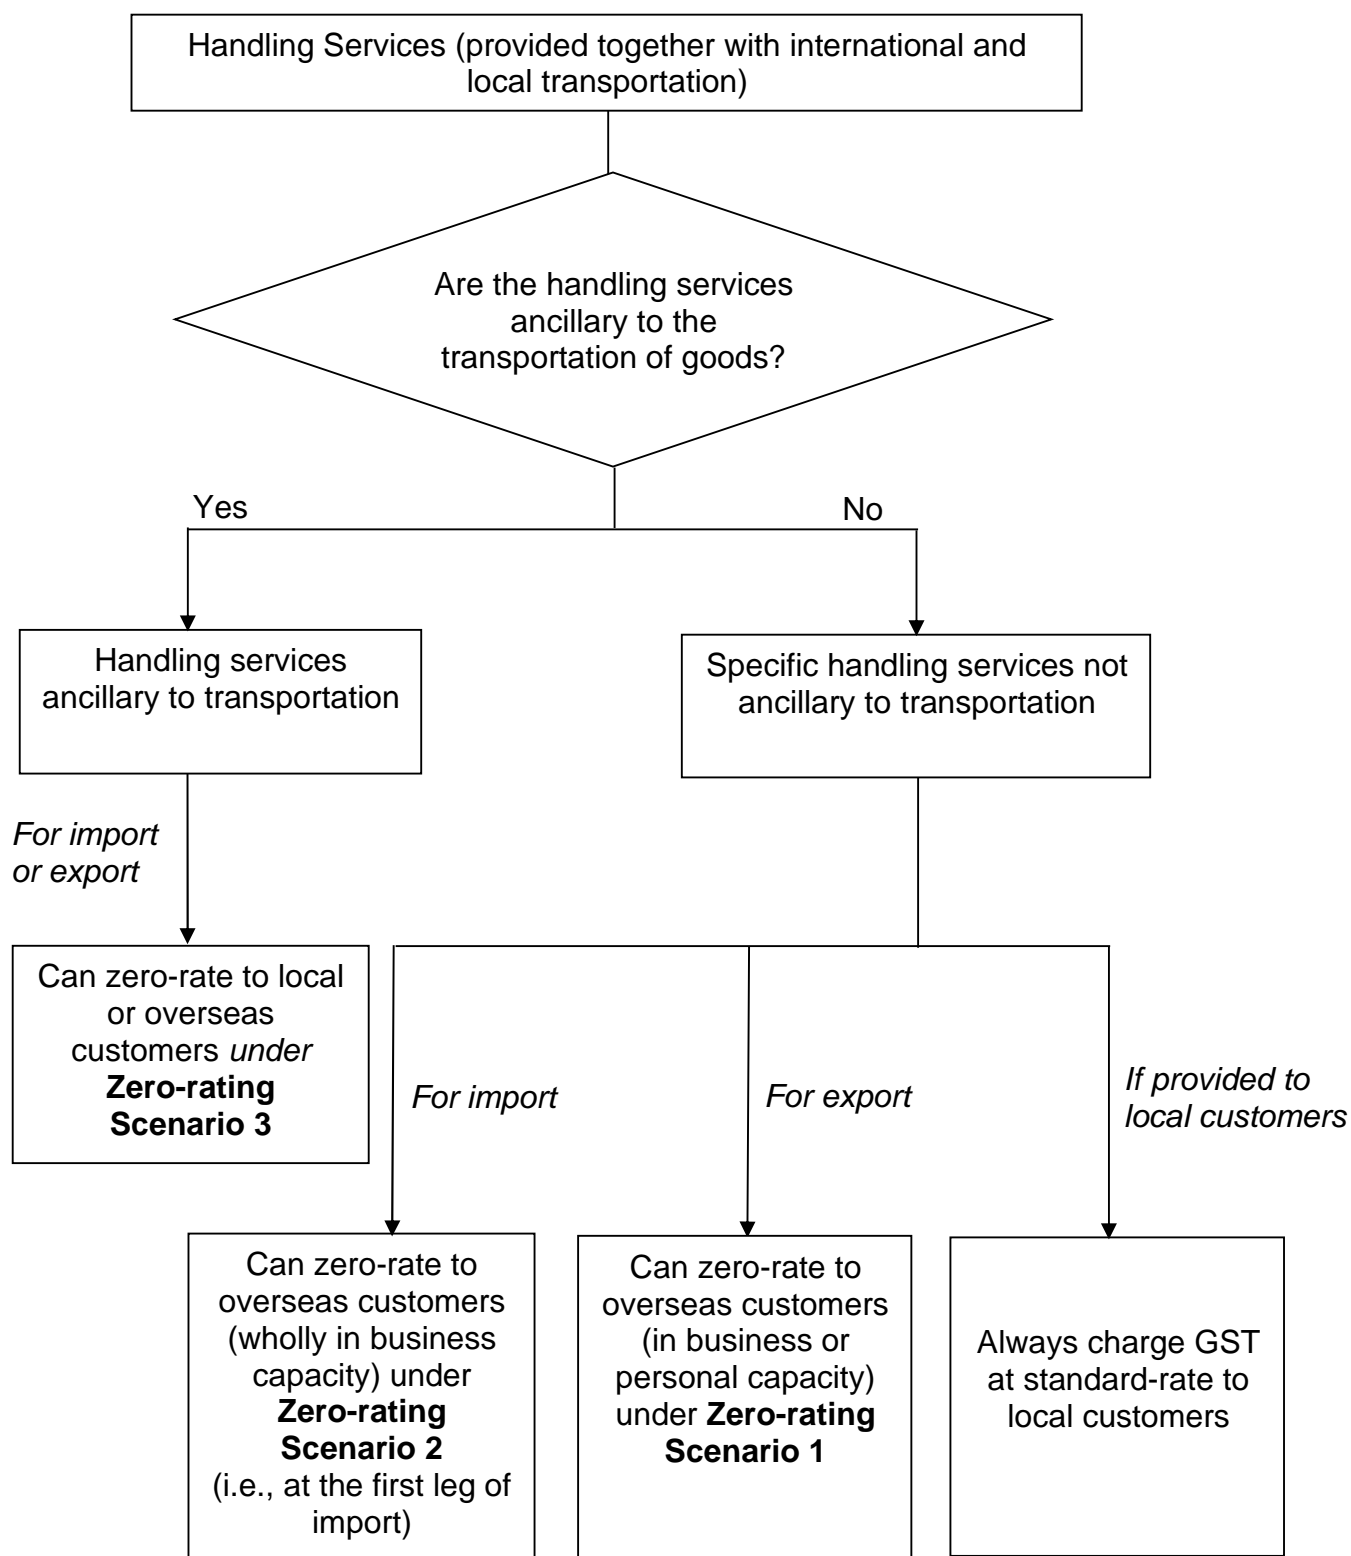 Handling Services (provided together with international and
local transportation)
Are the handling services
ancillary to the
transportation of goods?
Yes
No
Handling services
ancillary to transportation
Specific handling services not
ancillary to transportation
For import
or export
Can zero-rate to local
or overseas
customers under
Zero-rating
Scenario 3
For import
For export
If provided to
local customers
Can zero-rate to
overseas customers
(wholly in business
capacity) under
Zero-rating
Scenario 2
(i.e., at the first leg of
import)
Can zero-rate to
overseas customers
(in business or
personal capacity)
under Zero-rating
Scenario 1
Always charge GST
at standard-rate to
local customers